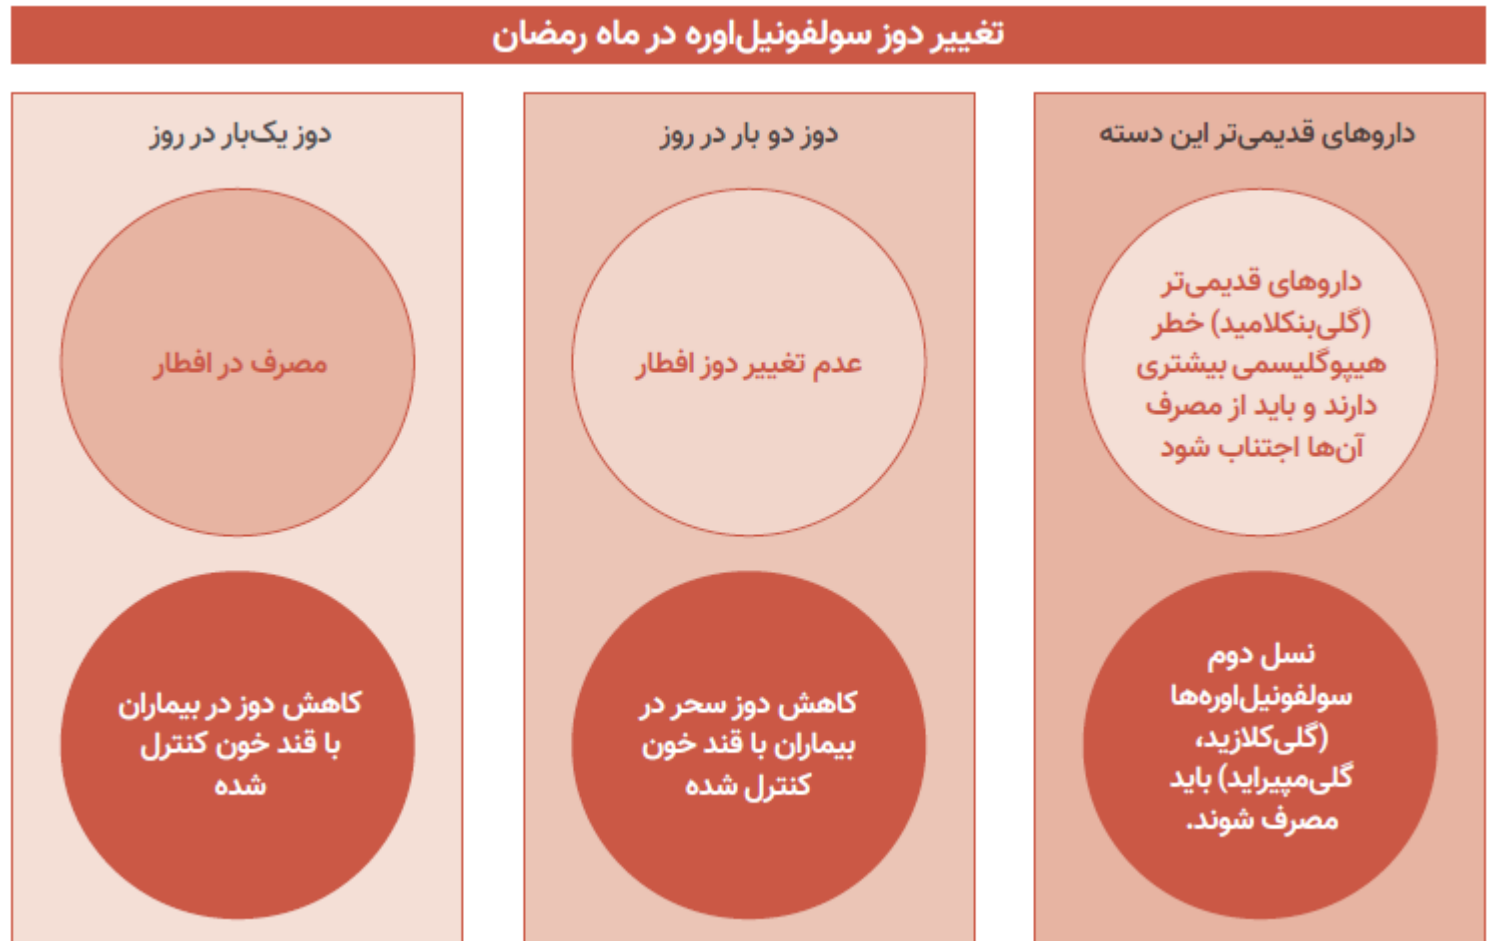 تغییر دوز سولفونیل‌اوره در ماه رمضان
داروهای قدیمی‌تر این دسته
داروهای قدیمی‌تر
(گلی‌بنکلامید) خطر
هیپوگلیسمی بیشتری
دارند و باید از مصرف
آن‌ها اجتناب شود
نسل دوم
سولفونیل‌اوره‌ها
(گلی‌کلازید،
گلی‌مپیراید) باید
مصرف شوند.
دوز دو بار در روز
عدم تغییر دوز افطار
کاهش دوز سحر در
بیماران با قند خون
کنترل شده
دوز یک‌بار در روز
مصرف در افطار
کاهش دوز در بیماران
با قند خون کنترل
شده